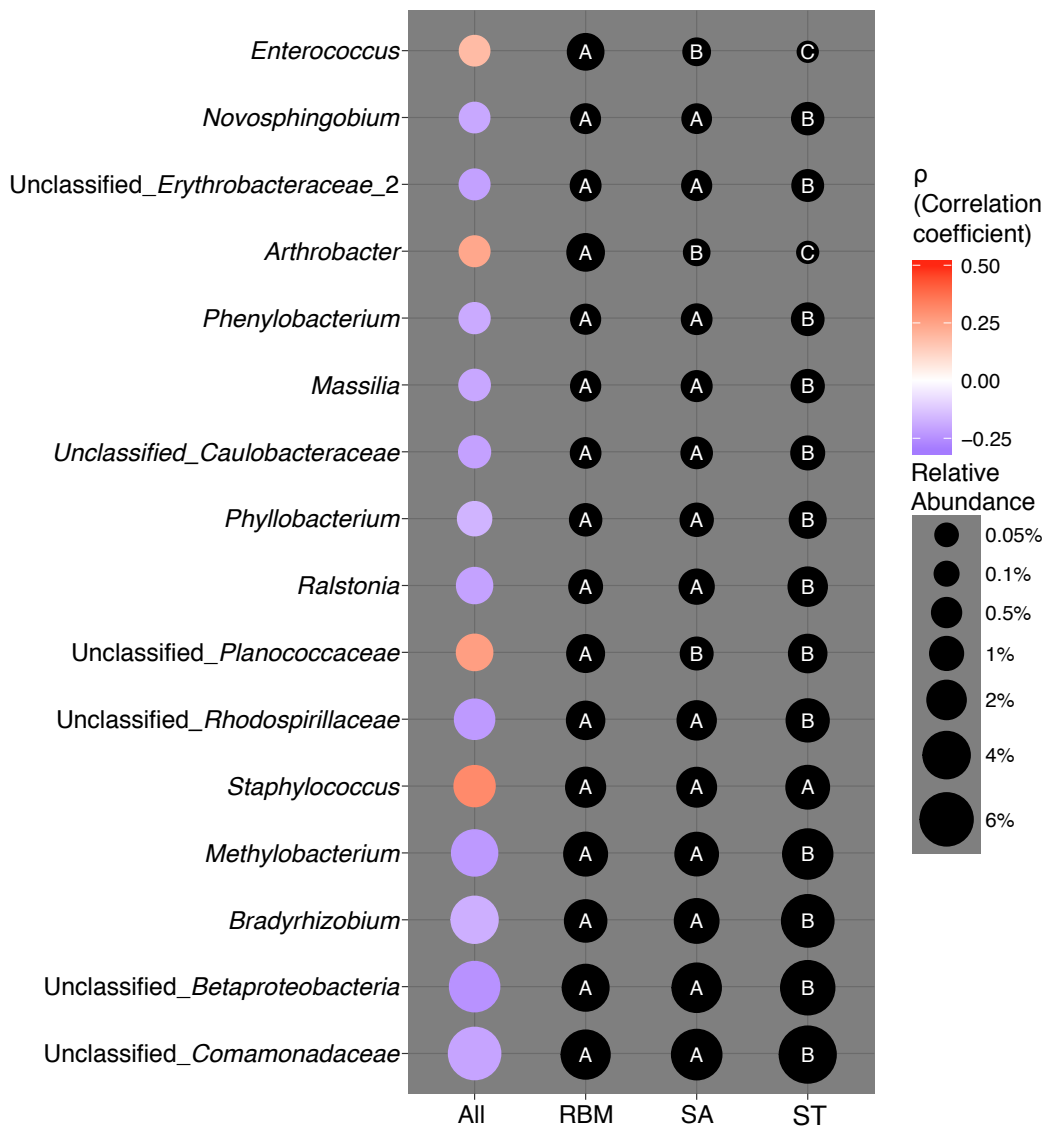 Enterococcus A B C
Novosphingobium A A B
Unclassified_Erythrobacteraceae_2 A A B
Arthrobacter A B C
Phenylobacterium A A B
Massilia A A B
Unclassified_Caulobacteraceae A A B
Phyllobacterium A A B
Ralstonia A A B
Unclassified_Planococcaceae A B B
Unclassified_Rhodospirillaceae A A B
Staphylococcus A A A
Methylobacterium A A B
Bradyrhizobium A A B
Unclassified_Betaproteobacteria A A B
Unclassified_Comamonadaceae A A B
All RBM SA ST
ρ
(Correlation
coefficient)
0.50
0.25
0.00
−0.25
Relative
Abundance
0.05%
0.1%
0.5%
1%
2%
4%
6%